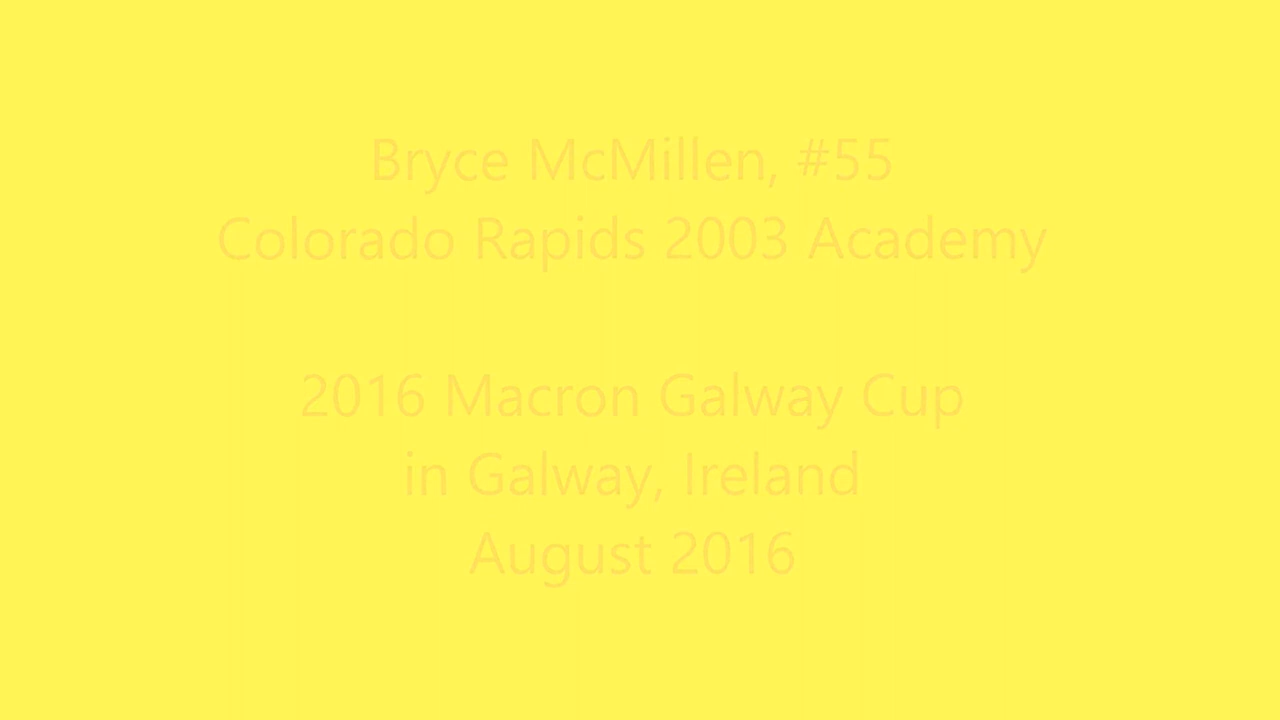 Bryce McMillen, #55
Colorado Rapids 2003 Academy
2016 Macron Galway Cup
in Galway, Ireland
August 2016